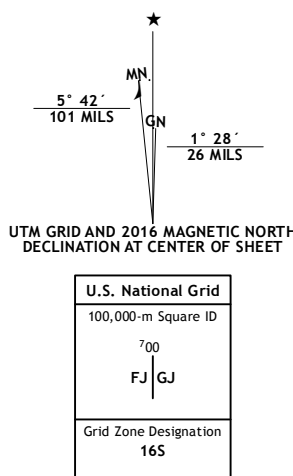 MN.
5° 42´
101 MILS
GN
1° 28´
26 MILS
UTM GRID AND 2016 MAGNETIC NORTH
DECLINATION AT CENTER OF SHEET
U.S. National Grid
100,000-m Square ID
⁷00
FJ GJ
Grid Zone Designation
16S